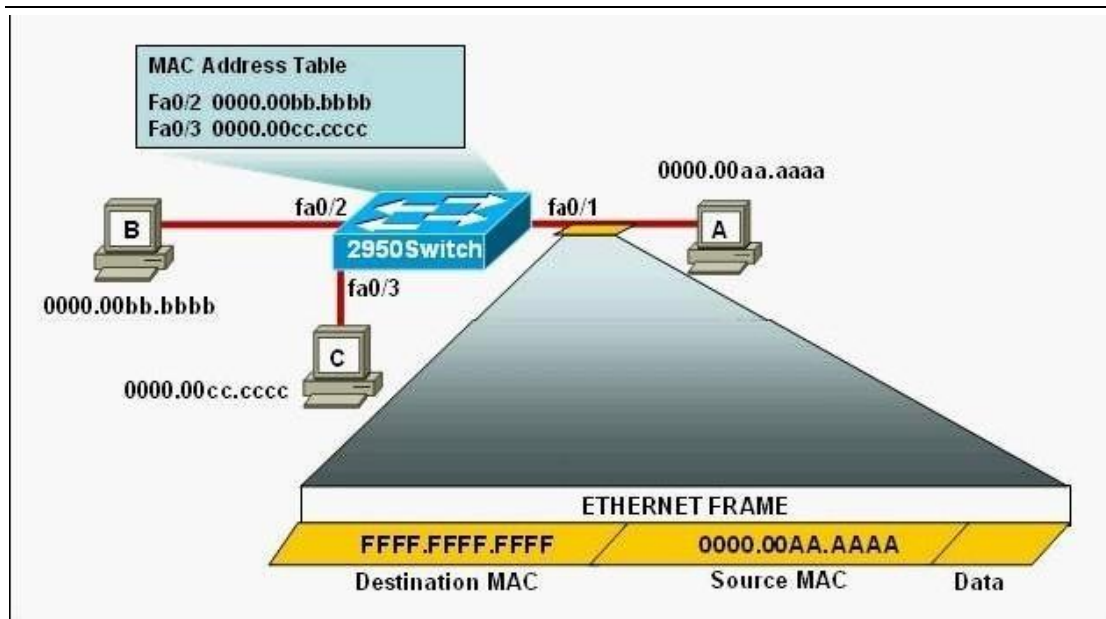 MAC Address Table
Fa0/2 0000.00bb.bbbb
Fa0/3 0000.00cc.cccc
0000.00aa.aaaa
fa0/2
fa0/1
B
A
2950Switch
fa0/3
0000.00bb.bbbb
C
0000.00cc.cccc
ETHERNET FRAME
FFFF.FFFF.FFFF 0000.00AA.AAAA
Destination MAC Source MAC Data